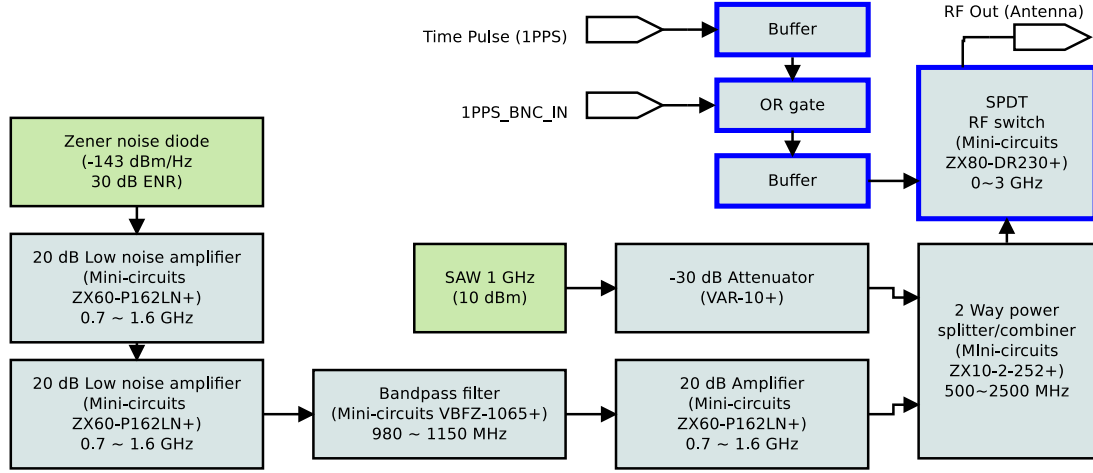 RF Out (Antenna)
Time Pulse (1PPS)
Buffer
1PPS_BNC_IN
OR gate
Buffer
SPDT
RF switch
(Mini-circuits
ZX80-DR230+)
0~3 GHz
Zener noise diode
(-143 dBm/Hz
30 dB ENR)
20 dB Low noise amplifier
(Mini-circuits
ZX60-P162LN+)
0.7 ~ 1.6 GHz
SAW 1 GHz
(10 dBm)
-30 dB Attenuator
(VAR-10+)
2 Way power
splitter/combiner
(MIni-circuits
ZX10-2-252+)
500~2500 MHz
20 dB Low noise amplifier
(Mini-circuits
ZX60-P162LN+)
0.7 ~ 1.6 GHz
Bandpass filter
(Mini-circuits VBFZ-1065+)
980 ~ 1150 MHz
20 dB Amplifier
(Mini-circuits
ZX60-P162LN+)
0.7 ~ 1.6 GHz